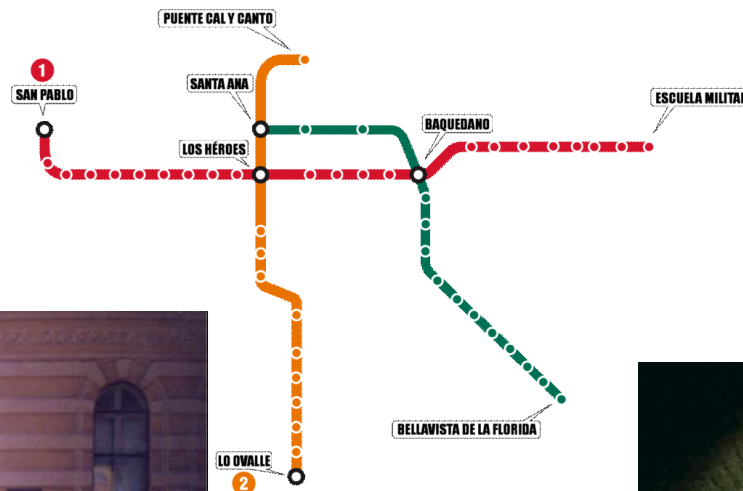 PUENTE CAL Y CANTO
1
SAN PABLO
SANTA ANA
ESCUELA MILITAR
BAQUEDANO
LOS HÉROES
BELLAVISTA DE LA FLORIDA
LO OVALLE
2